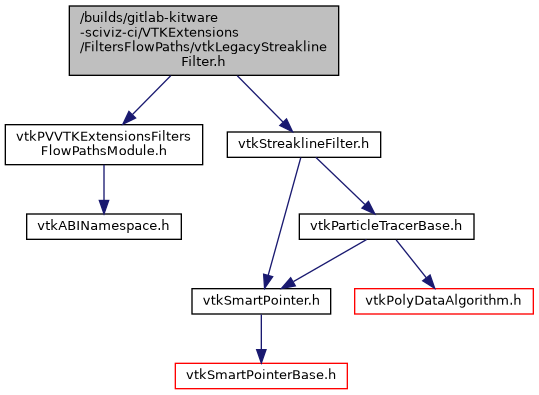 /builds/gitlab-kitware
-sciviz-ci/VTKExtensions
/FiltersFlowPaths/vtkLegacyStreakline
Filter.h
vtkPVVTKExtensionsFilters
FlowPathsModule.h
vtkStreaklineFilter.h
vtkABINamespace.h
vtkParticleTracerBase.h
vtkSmartPointer.h
vtkPolyDataAlgorithm.h
vtkSmartPointerBase.h